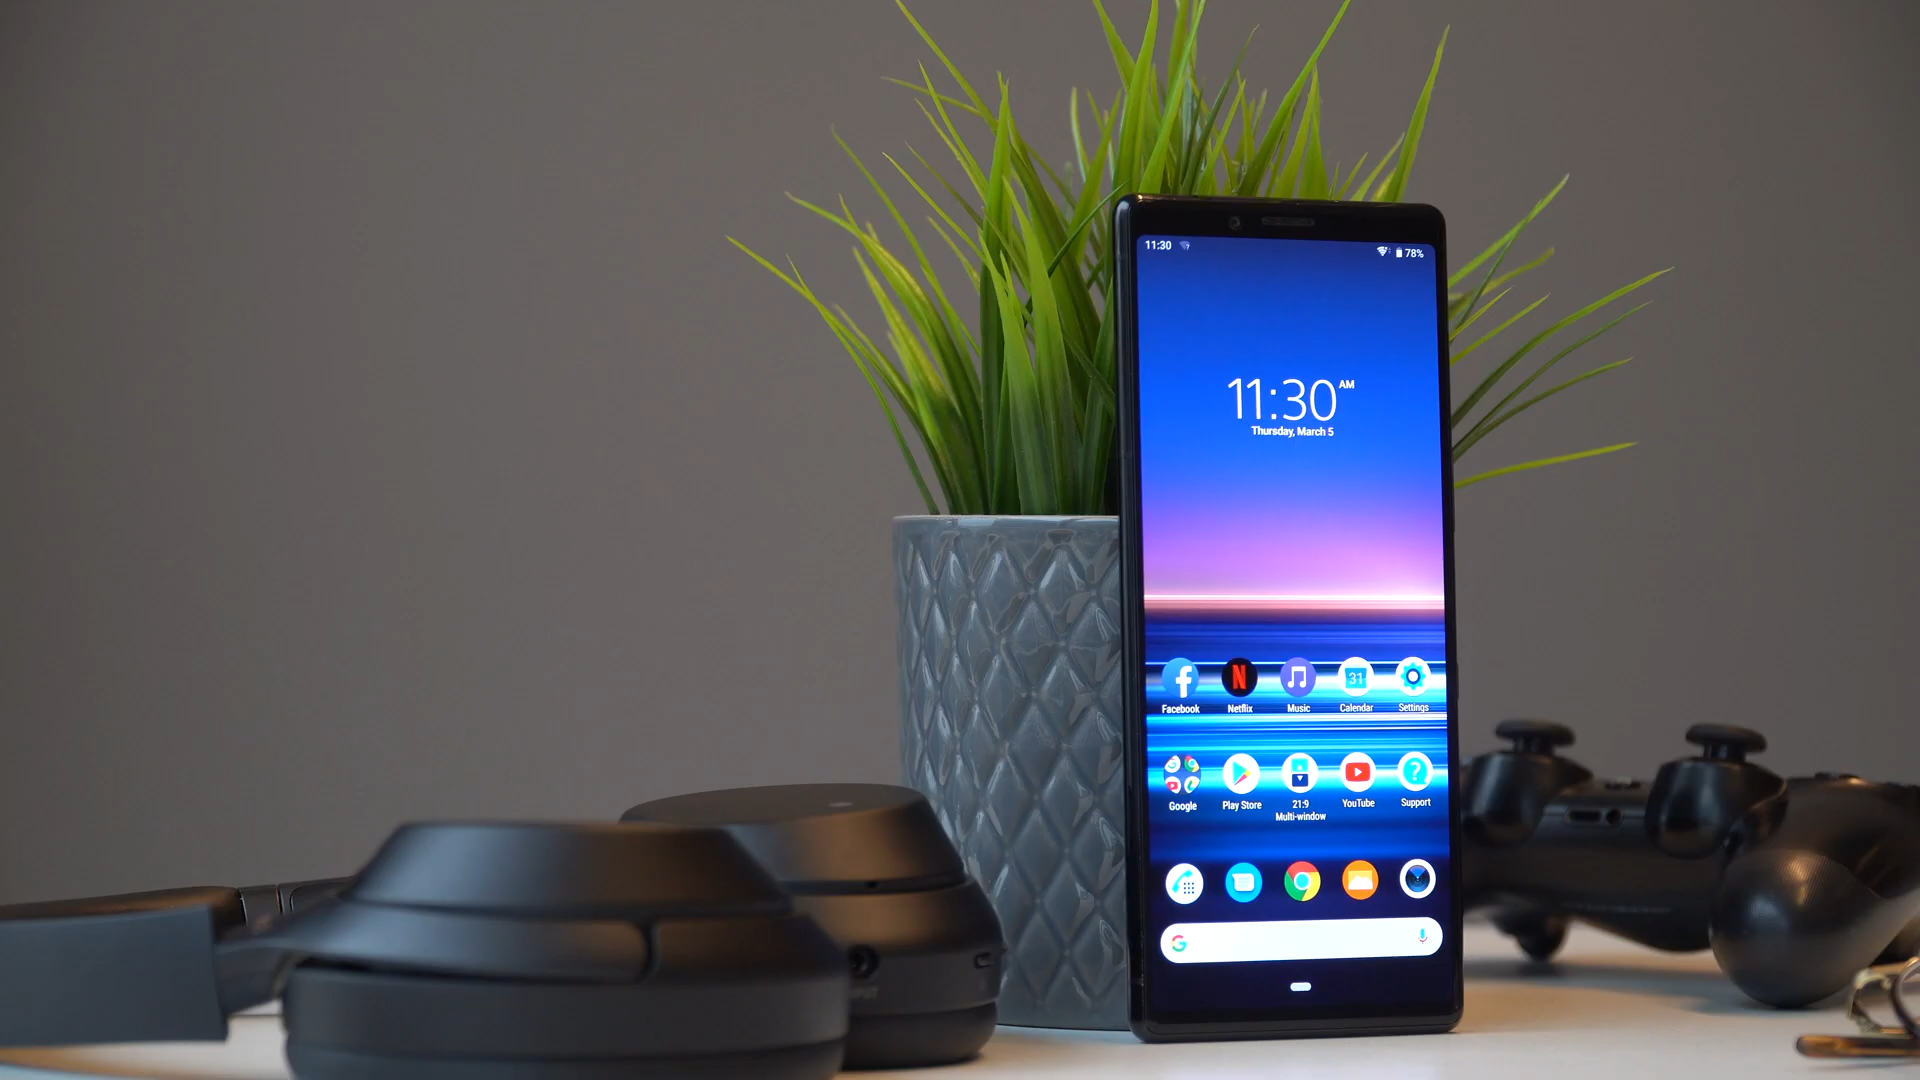 11:30
78%
11:30 AM
Thursday, March 5
31
Facebook Netflix Music Calendar Settings
Google Play Store 21:9 YouTube Support
Multi-window